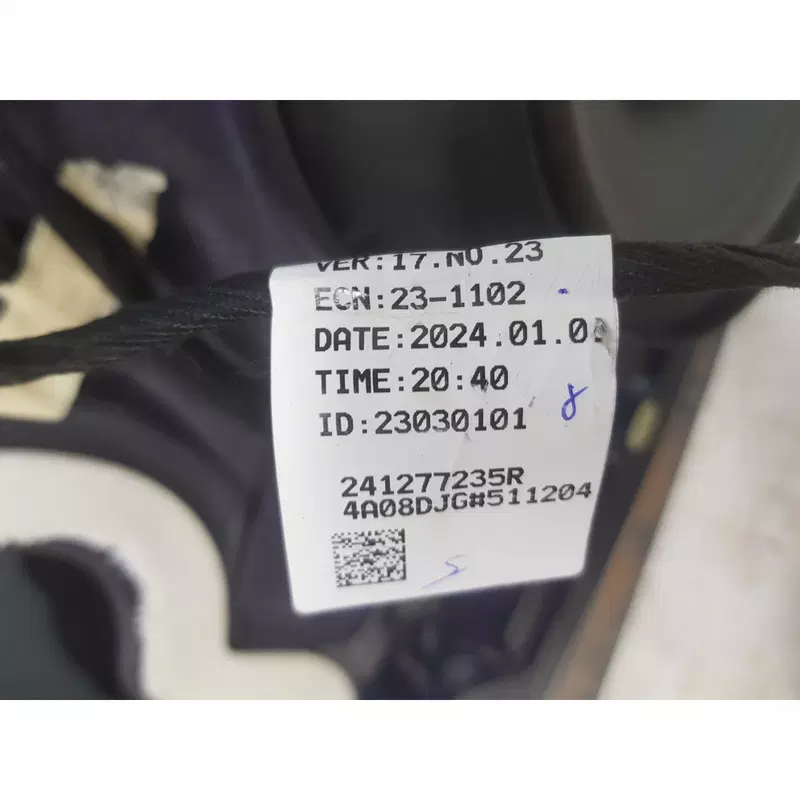 VER:17.NO.23
ECN:23-1102
DATE:2024.01.0
TIME:20:40
ID:23030101
8
241277235R
4A08DJG#511204